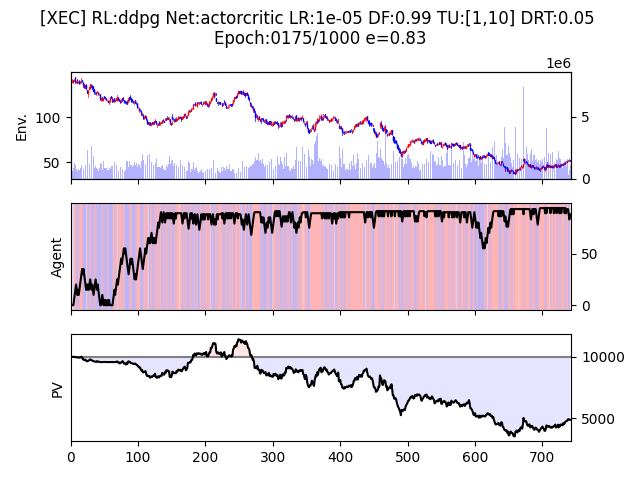 [XEC] RL:ddpg Net:actorcritic LR:1e-05 DF:0.99 TU:[1,10] DRT:0.05
Epoch:0175/1000 e=0.83
1e6
Env.
100
50
5
0
Agent
50
0
PV
10000
5000
0 100 200 300 400 500 600 700